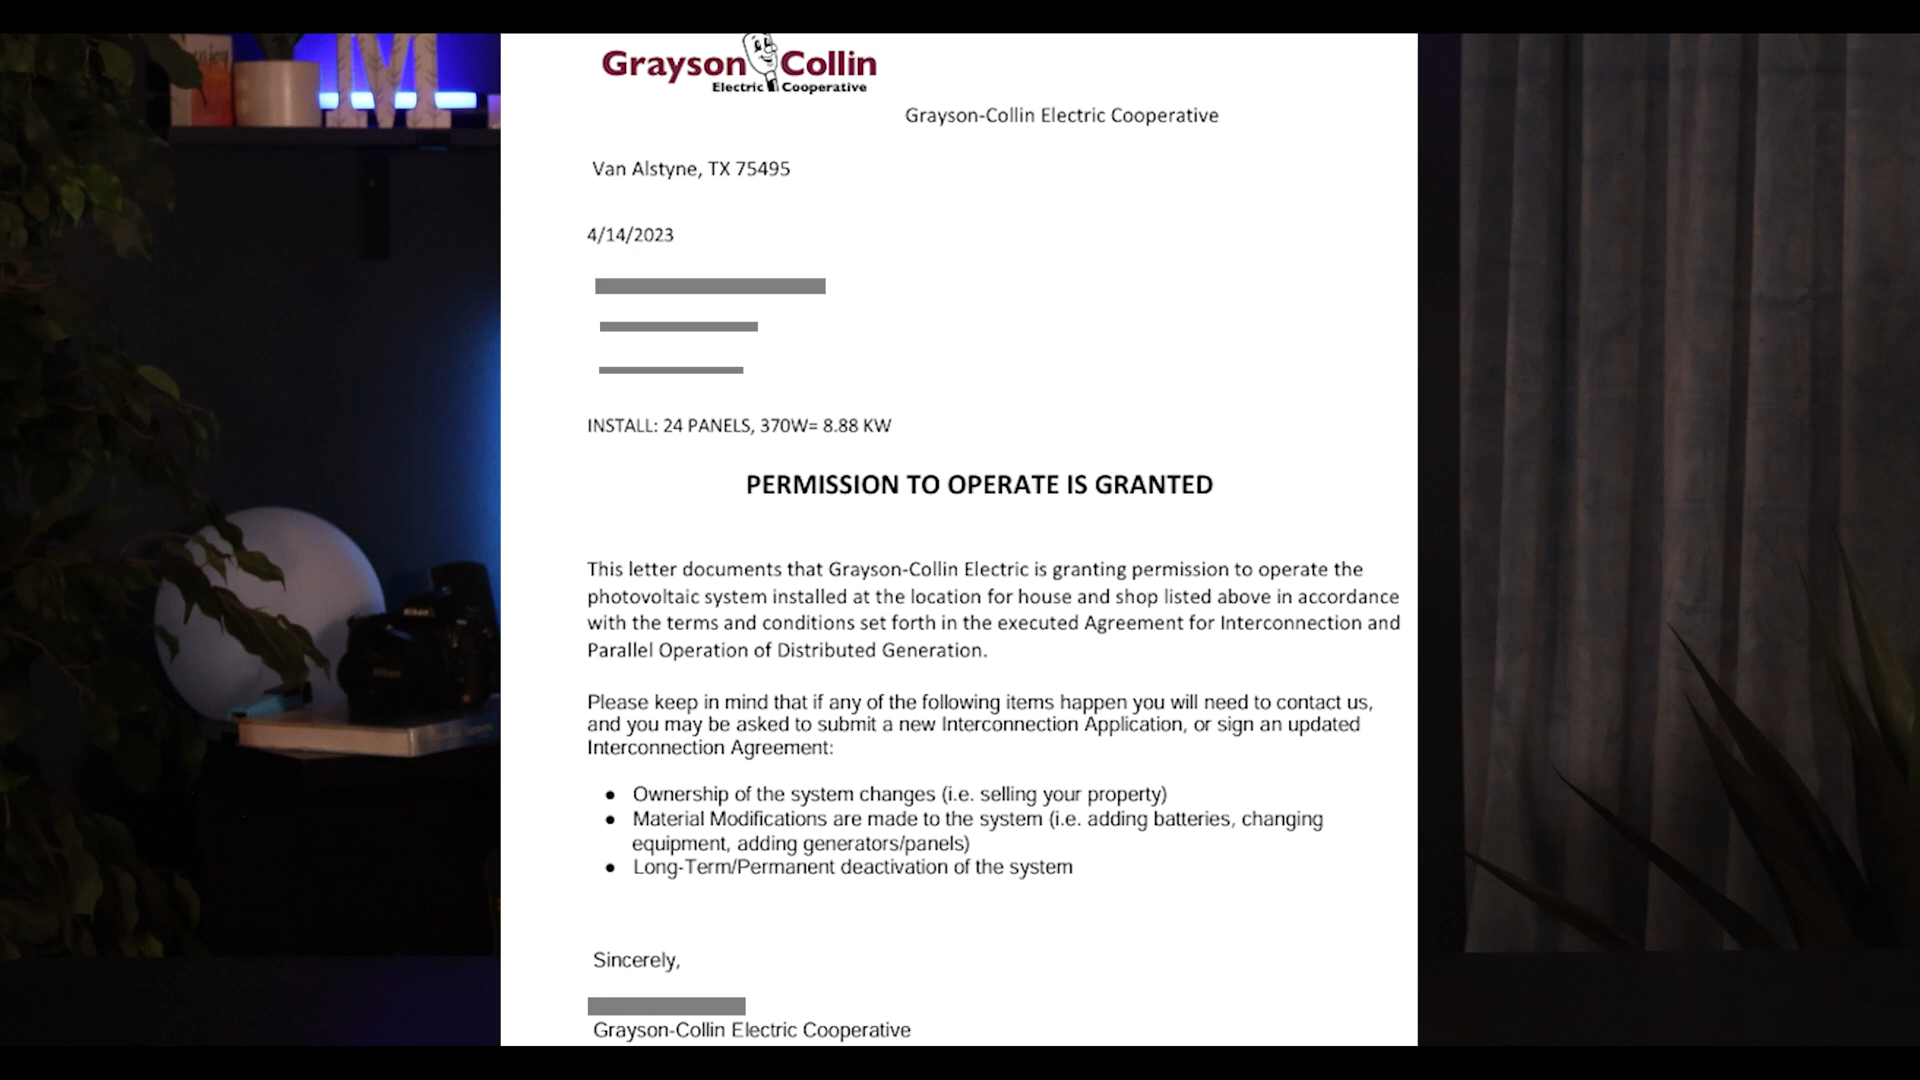 enjoy
M
Grayson Collin
Electric Cooperative
Grayson-Collin Electric Cooperative
Van Alstyne, TX 75495
4/14/2023
INSTALL: 24 PANELS, 370W= 8.88 KW
PERMISSION TO OPERATE IS GRANTED
This letter documents that Grayson-Collin Electric is granting permission to operate the
photovoltaic system installed at the location for house and shop listed above in accordance
with the terms and conditions set forth in the executed Agreement for Interconnection and
Parallel Operation of Distributed Generation.
Please keep in mind that if any of the following items happen you will need to contact us,
and you may be asked to submit a new Interconnection Application, or sign an updated
Interconnection Agreement:
● Ownership of the system changes (i.e. selling your property)
● Material Modifications are made to the system (i.e. adding batteries, changing
equipment, adding generators/panels)
● Long-Term/Permanent deactivation of the system
Sincerely,
Grayson-Collin Electric Cooperative
Nikon